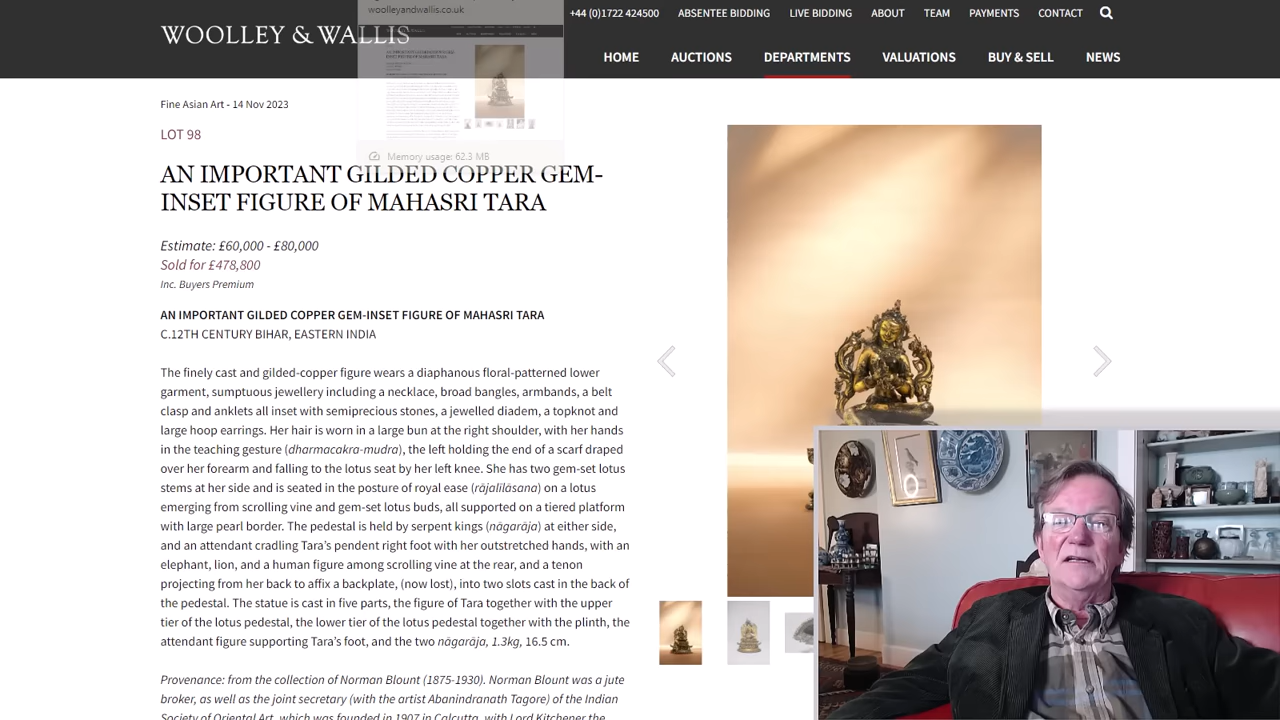 woolleyandwallis.co.uk
WOOLLEY & WALLIS
+44 (0)1722 424500 ABSENTEE BIDDING LIVE BIDDING ABOUT TEAM PAYMENTS CONTACT
HOME AUCTIONS DEPARTMENTS VALUATIONS BUY & SELL NEWS
Fine Asian Art - 14 Nov 2023
LOT 98
Memory usage: 62.3 MB
AN IMPORTANT GILDED COPPER GEM-
INSET FIGURE OF MAHASRI TARA
Estimate: £60,000 - £80,000
Sold for £478,800
Inc. Buyers Premium
AN IMPORTANT GILDED COPPER GEM-INSET FIGURE OF MAHASRI TARA
C.12TH CENTURY BIHAR, EASTERN INDIA
The finely cast and gilded-copper figure wears a diaphanous floral-patterned lower
garment, sumptuous jewellery including a necklace, broad bangles, armbands, a belt
clasp and anklets all inset with semiprecious stones, a jewelled diadem, a topknot and
large hoop earrings. Her hair is worn in a large bun at the right shoulder, with her hands
in the teaching gesture (dharmacakra-mudra), the left holding the end of a scarf draped
over her forearm and falling to the lotus seat by her left knee. She has two gem-set lotus
stems at her side and is seated in the posture of royal ease (rājalilāsana) on a lotus
emerging from scrolling vine and gem-set lotus buds, all supported on a tiered platform
with large pearl border. The pedestal is held by serpent kings (nāgarāja) at either side,
and an attendant cradling Tara's pendent right foot with her outstretched hands, with an
elephant, lion, and a human figure among scrolling vine at the rear, and a tenon
projecting from her back to affix a backplate, (now lost), into two slots cast in the back of
the pedestal. The statue is cast in five parts, the figure of Tara together with the upper
tier of the lotus pedestal, the lower tier of the lotus pedestal together with the plinth, the
attendant figure supporting Tara's foot, and the two nāgarāja, 1.3kg, 16.5 cm.
Provenance: from the collection of Norman Blount (1875-1930). Norman Blount was a jute
broker, as well as the joint secretary (with the artist Abanindranath Tagore) of the Indian
Society of Oriental Art, which was founded in 1907 in Calcutta, with Lord Kitchener the